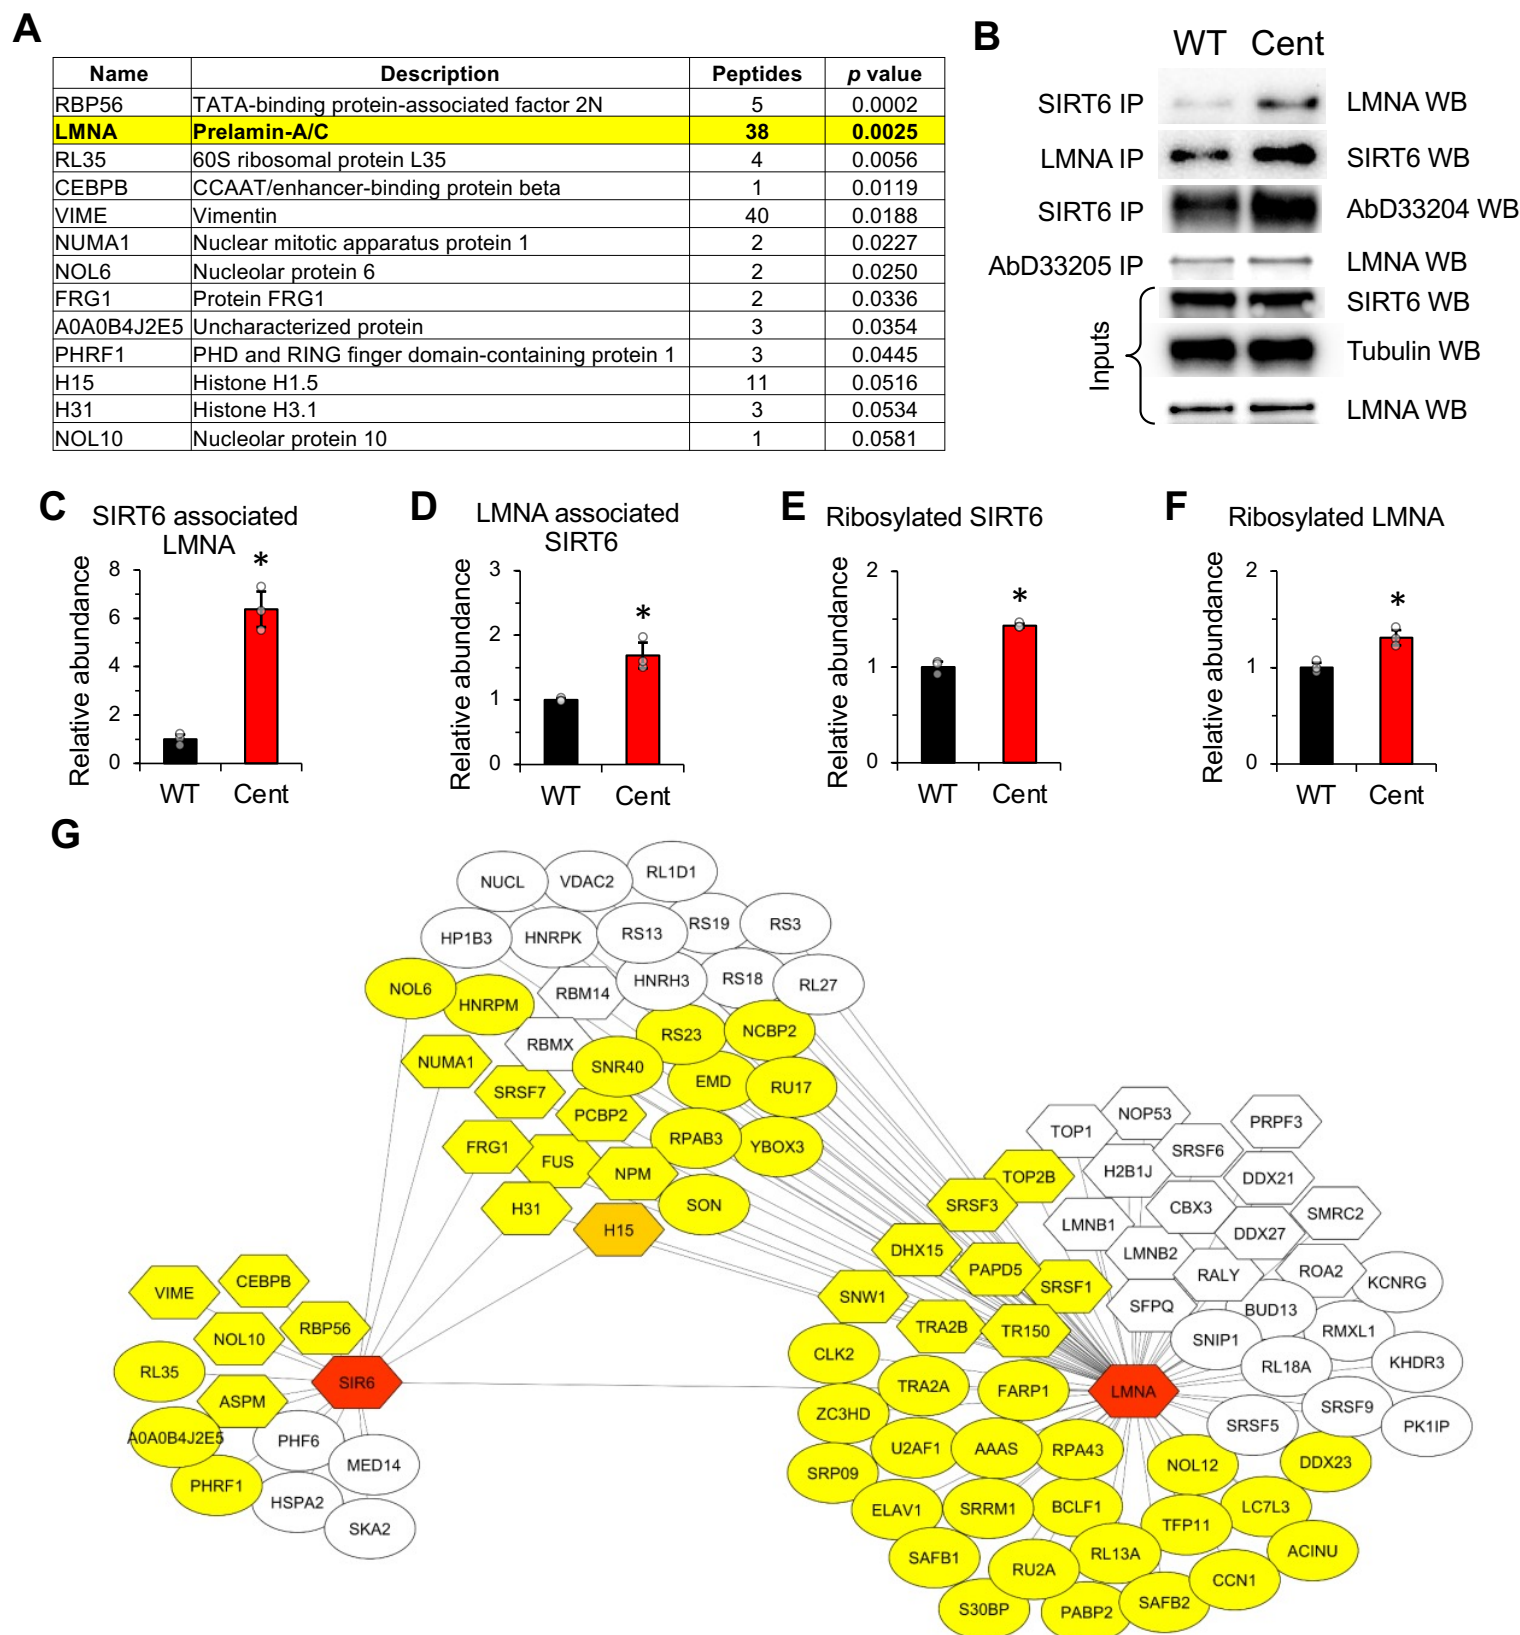 A
Name Description Peptides p value
RBP56 TATA-binding protein-associated factor 2N 5 0.0002
LMNA Prelamin-A/C 38 0.0025
RL35 60S ribosomal protein L35 4 0.0056
CEBPB CCAAT/enhancer-binding protein beta 1 0.0119
VIME Vimentin 40 0.0188
NUMA1 Nuclear mitotic apparatus protein 1 2 0.0227
NOL6 Nucleolar protein 6 2 0.0250
FRG1 Protein FRG1 2 0.0336
A0A0B4J2E5 Uncharacterized protein 3 0.0354
PHRF1 PHD and RING finger domain-containing protein 1 3 0.0445
H15 Histone H1.5 11 0.0516
H31 Histone H3.1 3 0.0534
NOL10 Nucleolar protein 10 1 0.0581
B
WT Cent
SIRT6 IP LMNA WB
LMNA IP SIRT6 WB
SIRT6 IP AbD33204 WB
AbD33205 IP LMNA WB
Inputs
SIRT6 WB
Tubulin WB
LMNA WB
C
SIRT6 associated
LMNA
Relative abundance
8
6
4
2
0
*
WT Cent
D
LMNA associated
SIRT6
Relative abundance
3
2
1
0
*
WT Cent
E
Ribosylated SIRT6
Relative abundance
2
1
0
*
WT Cent
F
Ribosylated LMNA
Relative abundance
2
1
0
*
WT Cent
G
NUCL VDAC2 RL1D1
HP1B3 HNRPK RS13 RS19 RS3
NOL6 HNRPM RBM14 HNRH3 RS18 RL27
NUMA1 RBMX SNR40 RS23 NCBP2
SRSF7 PCBP2 EMD RU17
FRG1 FUS NPM RPAB3 YBOX3
H31 H15 SON
VIME CEBPB
NOL10 RBP56
RL35 ASPM SIR6
A0A0B4J2E5 PHF6 MED14
PHRF1 HSPA2 SKA2
TOP1 NOP53 PRPF3
TOP2B H2B1J SRSF6 DDX21
SRSF3 LMNB1 CBX3 DDX27 SMRC2
DHX15 PAPD5 SRSF1 LMNB2 RALY ROA2 KCNRG
SNW1 TRA2B TR150 SFPQ SNIP1 BUD13 RMXL1
CLK2 TRA2A FARP1 LMNA RL18A KHDR3
ZC3HD U2AF1 AAAS RPA43 SRSF5 SRSF9 PK1IP
SRP09 NOL12 DDX23
ELAV1 SRRM1 BCLF1 TFP11 LC7L3
SAFB1 RU2A RL13A CCN1 ACINU
S30BP PABP2 SAFB2